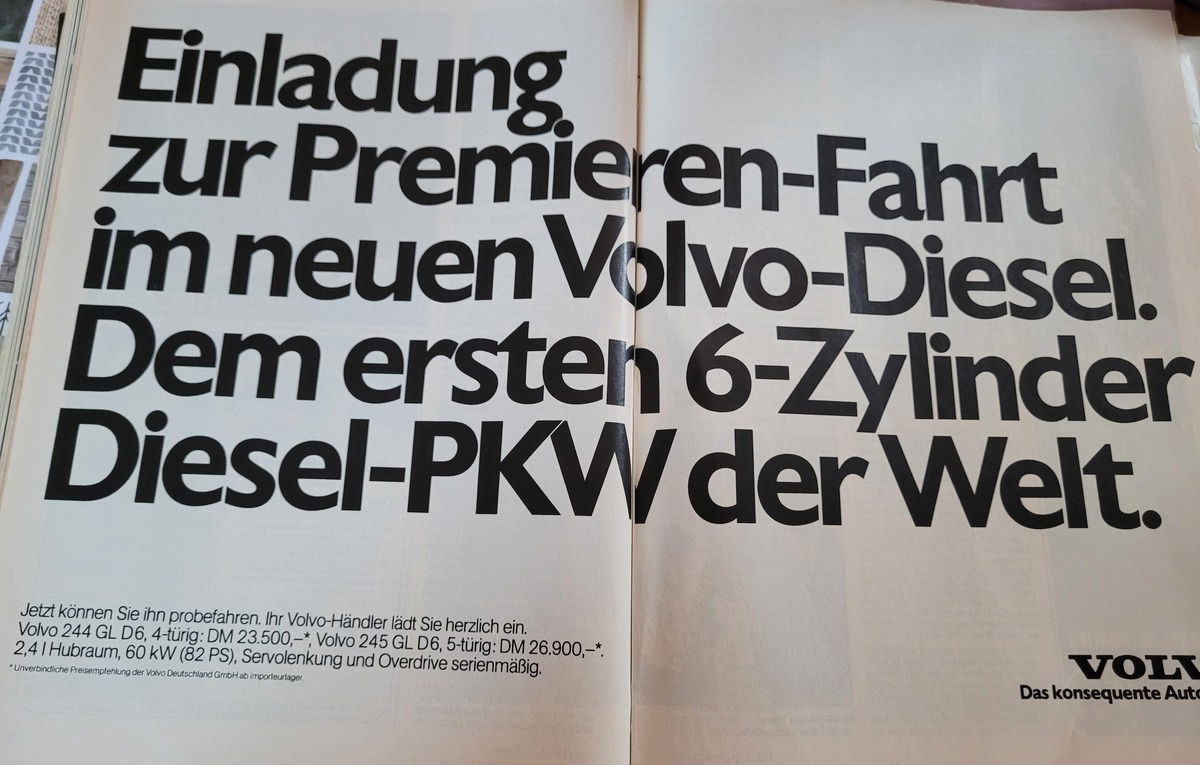 Einladung
zur Premieren-Fahrt
im neuen Volvo-Diesel.
Dem ersten 6-Zylinder
Diesel-PKW der Welt.
Jetzt können Sie ihn probefahren. Ihr Volvo-Händler lädt Sie herzlich ein.
Volvo 244 GL D6, 4-türig: DM 23.500,–*, Volvo 245 GL D6, 5-türig: DM 26.900,–*.
2,4 l Hubraum, 60 kW (82 PS), Servolenkung und Overdrive serienmäßig.
* Unverbindliche Preisempfehlung der Volvo Deutschland GmbH ab Importeurlager.
VOLV
Das konsequente Auto